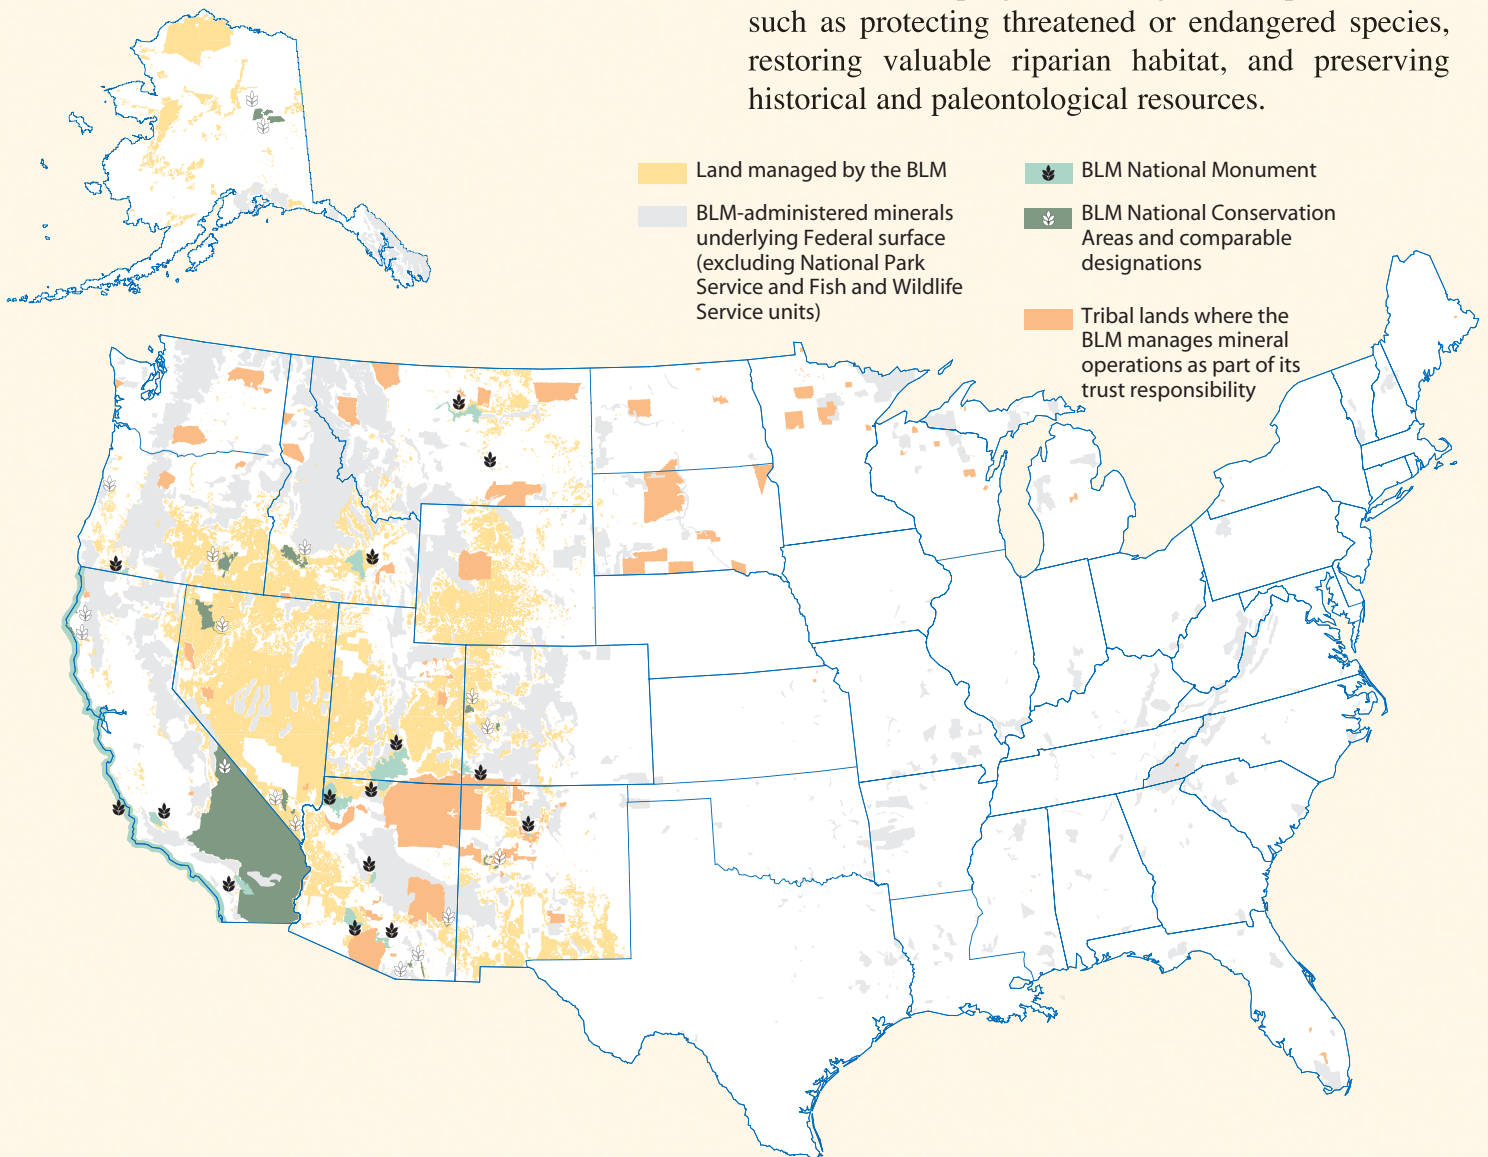 such as protecting threatened or endangered species,
restoring valuable riparian habitat, and preserving
historical and paleontological resources.
Land managed by the BLM
BLM-administered minerals
underlying Federal surface
(excluding National Park
Service and Fish and Wildlife
Service units)
BLM National Monument
BLM National Conservation
Areas and comparable
designations
Tribal lands where the
BLM manages mineral
operations as part of its
trust responsibility